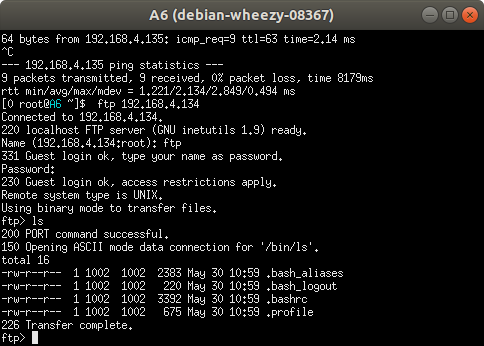 A6 (debian-wheezy-08367)
64 bytes from 192.168.4.135: icmp_req=9 ttl=63 time=2.14 ms
^C
--- 192.168.4.135 ping statistics ---
9 packets transmitted, 9 received, 0% packet loss, time 8179ms
rtt min/avg/max/mdev = 1.221/2.134/2.849/0.494 ms
[0 root@A6 ~]$  ftp 192.168.4.134
Connected to 192.168.4.134.
220 localhost FTP server (GNU inetutils 1.9) ready.
Name (192.168.4.134:root): ftp
331 Guest login ok, type your name as password.
Password:
230 Guest login ok, access restrictions apply.
Remote system type is UNIX.
Using binary mode to transfer files.
ftp> ls
200 PORT command successful.
150 Opening ASCII mode data connection for '/bin/ls'.
total 16
-rw-r--r--  1 1002  1002  2383 May 30 10:59 .bash_aliases
-rw-r--r--  1 1002  1002   220 May 30 10:59 .bash_logout
-rw-r--r--  1 1002  1002  3392 May 30 10:59 .bashrc
-rw-r--r--  1 1002  1002   675 May 30 10:59 .profile
226 Transfer complete.
ftp>